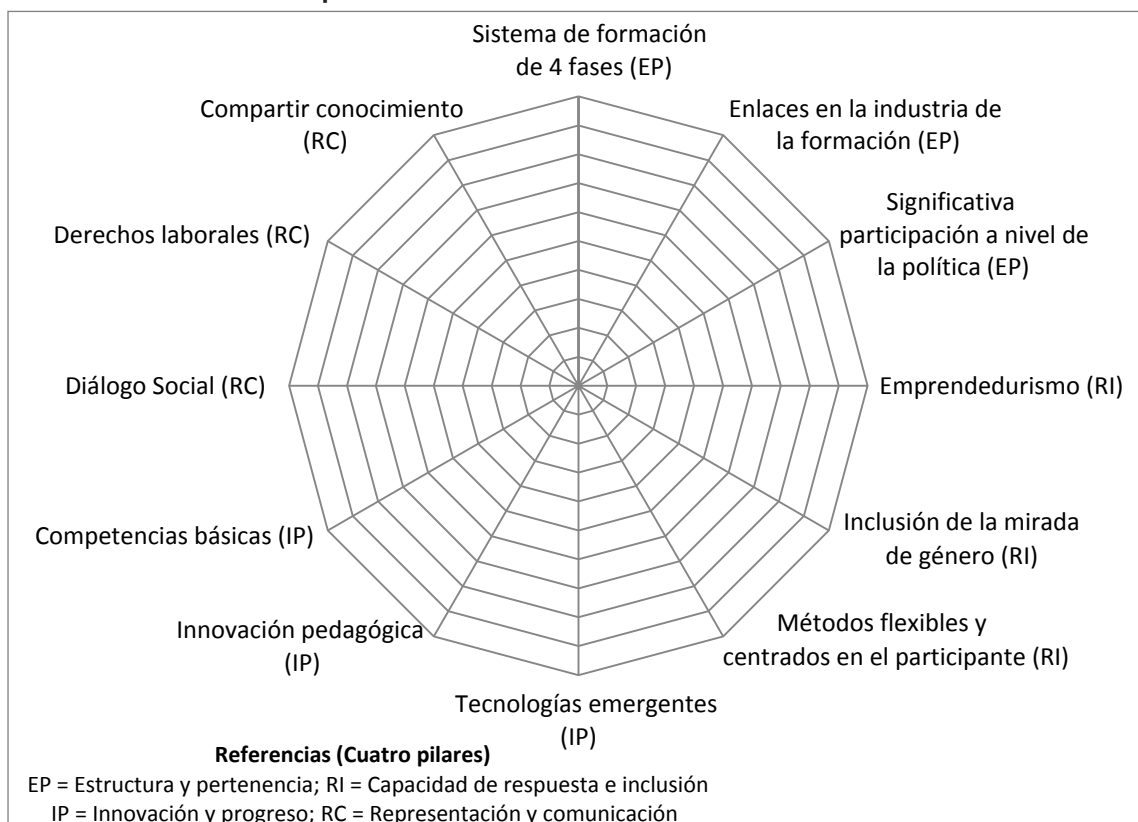 Sistema de formación
de 4 fases (EP)
Enlaces en la industria de
la formación (EP)
Significativa
participación a nivel de
la política (EP)
Emprendedurismo (RI)
Inclusión de la mirada
de género (RI)
Métodos flexibles y
centrados en el participante (RI)
Tecnologías emergentes
(IP)
Innovación pedagógica
(IP)
Competencias básicas (IP)
Diálogo Social (RC)
Derechos laborales (RC)
Compartir conocimiento
(RC)
Referencias (Cuatro pilares)
EP = Estructura y pertenencia; RI = Capacidad de respuesta e inclusión
IP = Innovación y progreso; RC = Representación y comunicación